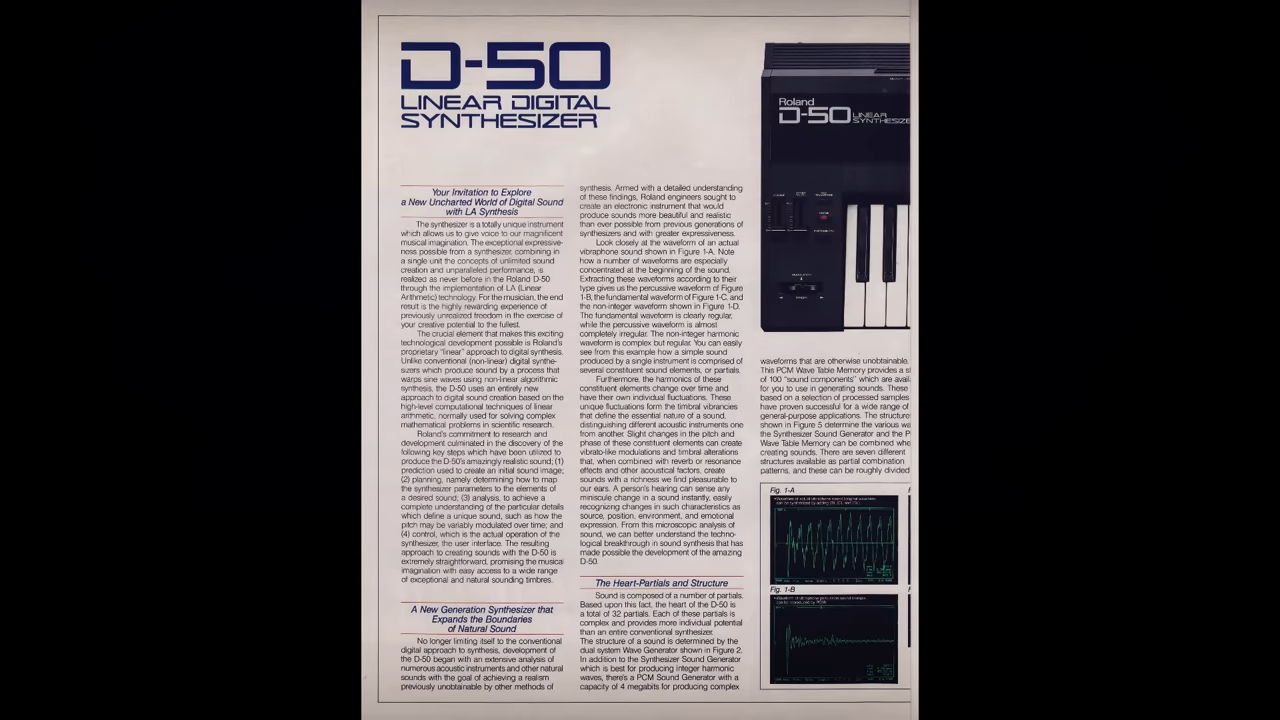 D-50
LINEAR DIGITAL
SYNTHESIZER
Your Invitation to Explore
a New Uncharted World of Digital Sound
with LA Synthesis
The synthesizer is a totally unique instrument
which allows us to give voice to our magnificent
musical imagination. The exceptional expressive-
ness possible from a synthesizer, combining in
a single unit the concepts of unlimited sound
creation and unparalleled performance, is
realized as never before in the Roland D-50
through the implementation of LA (Linear
Arithmetic) technology. For the musician, the end
result is the highly rewarding experience of
previously unrealized freedom in the exercise of
your creative potential to the fullest.
The crucial element that makes this exciting
technological development possible is Roland's
proprietary "linear" approach to digital synthesis.
Unlike conventional (non-linear) digital synthe-
sizers which produce sound by a process that
warps sine waves using non-linear algorithmic
synthesis, the D-50 uses an entirely new
approach to digital sound creation based on the
high-level computational techniques of linear
arithmetic, normally used for solving complex
mathematical problems in scientific research.
Roland's commitment to research and
development culminated in the discovery of the
following key steps which have been utilized to
produce the D-50's amazingly realistic sound; (1)
prediction used to create an initial sound image;
(2) planning, namely determining how to map
the synthesizer parameters to the elements of
a desired sound; (3) analysis, to achieve a
complete understanding of the particular details
which define a unique sound, such as how the
pitch may be variably modulated over time; and
(4) control, which is the actual operation of the
synthesizer, the user interface. The resulting
approach to creating sounds with the D-50 is
extremely straightforward, promising the musical
imagination with easy access to a wide range
of exceptional and natural sounding timbres.
A New Generation Synthesizer that
Expands the Boundaries
of Natural Sound
No longer limiting itself to the conventional
digital approach to synthesis, development of
the D-50 began with an extensive analysis of
numerous acoustic instruments and other natural
sounds with the goal of achieving a realism
previously unobtainable by other methods of
synthesis. Armed with a detailed understanding
of these findings, Roland engineers sought to
create an electronic instrument that would
produce sounds more beautiful and realistic
than ever possible from previous generations of
synthesizers and with greater expressiveness.
Look closely at the waveform of an actual
vibraphone sound shown in Figure 1-A. Note
how a number of waveforms are especially
concentrated at the beginning of the sound.
Extracting these waveforms according to their
type gives us the percussive waveform of Figure
1-B, the fundamental waveform of Figure 1-C, and
the non-integer waveform shown in Figure 1-D.
The fundamental waveform is clearly regular,
while the percussive waveform is almost
completely irregular. The non-integer harmonic
waveform is complex but regular. You can easily
see from this example how a simple sound
produced by a single instrument is comprised of
several constituent sound elements, or partials.
Furthermore, the harmonics of these
constituent elements change over time and
have their own individual fluctuations. These
unique fluctuations form the timbral vibrancies
that define the essential nature of a sound,
distinguishing different acoustic instruments one
from another. Slight changes in the pitch and
phase of these constituent elements can create
vibrato-like modulations and timbral alterations
that, when combined with reverb or resonance
effects and other acoustical factors, create
sounds with a richness we find pleasurable to
our ears. A person's hearing can sense any
miniscule change in a sound instantly, easily
recognizing changes in such characteristics as
source, position, environment, and emotional
expression. From this microscopic analysis of
sound, we can better understand the techno-
logical breakthrough in sound synthesis that has
made possible the development of the amazing
D-50.
The Heart-Partials and Structure
Sound is composed of a number of partials.
Based upon this fact, the heart of the D-50 is
a total of 32 partials. Each of these partials is
complex and provides more individual potential
than an entire conventional synthesizer.
The structure of a sound is determined by the
dual system Wave Generator shown in Figure 2.
In addition to the Synthesizer Sound Generator
which is best for producing integer harmonic
waves, there's a PCM Sound Generator with a
capacity of 4 megabits for producing complex
Roland
D-50 LINEAR
SYNTHESIZE
waveforms that are otherwise unobtainable.
This PCM Wave Table Memory provides a s
of 100 "sound components" which are avail
for you to use in generating sounds. These
based on a selection of processed samples
have proven successful for a wide range of
general-purpose applications. The structure
shown in Figure 5 determine the various wa
the Synthesizer Sound Generator and the P
Wave Table Memory can be combined whe
creating sounds. There are seven different
structures available as partial combination
patterns, and these can be roughly divided
Fig. 1-A
Fig. 1-B